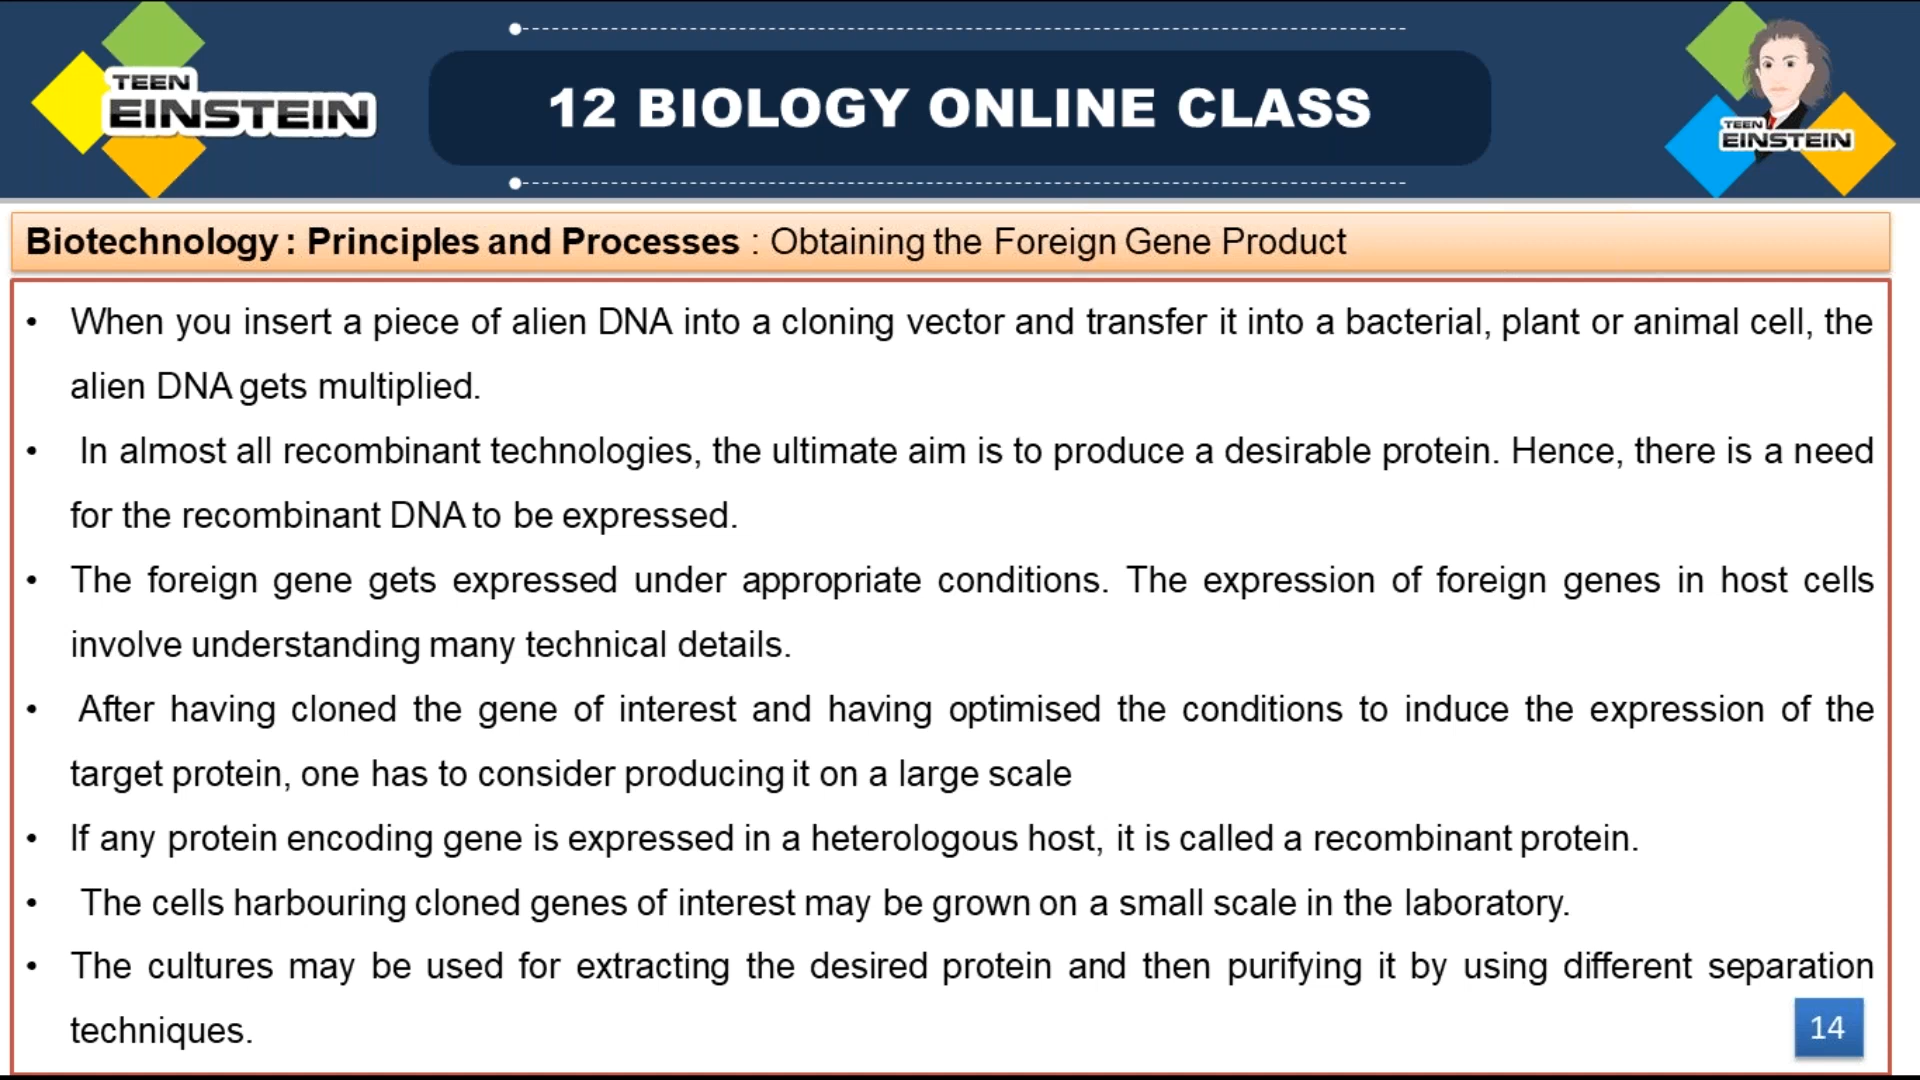 TEEN
EINSTEIN
12 BIOLOGY ONLINE CLASS
TEEN
EINSTEIN
Biotechnology : Principles and Processes : Obtaining the Foreign Gene Product
• When you insert a piece of alien DNA into a cloning vector and transfer it into a bacterial, plant or animal cell, the
alien DNA gets multiplied.
• In almost all recombinant technologies, the ultimate aim is to produce a desirable protein. Hence, there is a need
for the recombinant DNA to be expressed.
• The foreign gene gets expressed under appropriate conditions. The expression of foreign genes in host cells
involve understanding many technical details.
• After having cloned the gene of interest and having optimised the conditions to induce the expression of the
target protein, one has to consider producing it on a large scale
• If any protein encoding gene is expressed in a heterologous host, it is called a recombinant protein.
• The cells harbouring cloned genes of interest may be grown on a small scale in the laboratory.
• The cultures may be used for extracting the desired protein and then purifying it by using different separation
techniques.
14